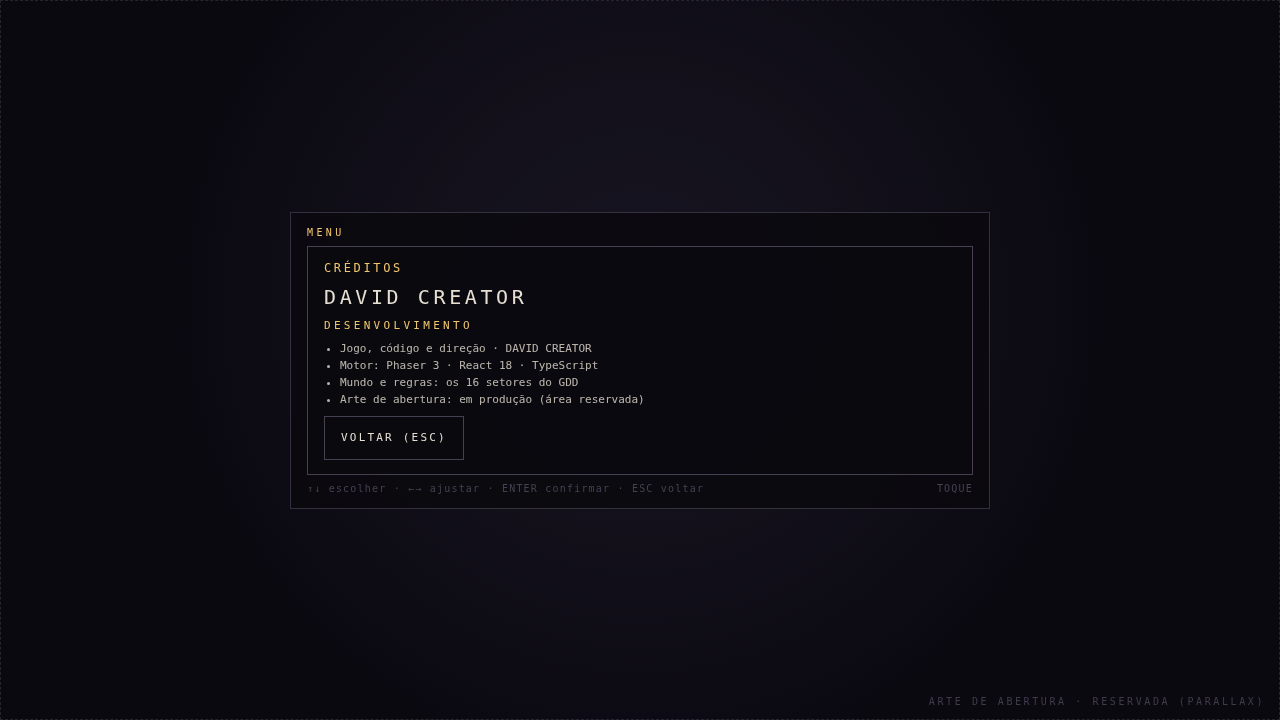 MENU
CRÉDITOS
DAVID CREATOR
DESENVOLVIMENTO
• Jogo, código e direção · DAVID CREATOR
• Motor: Phaser 3 · React 18 · TypeScript
• Mundo e regras: os 16 setores do GDD
• Arte de abertura: em produção (área reservada)
VOLTAR (ESC)
↑↓ escolher · ←→ ajustar · ENTER confirmar · ESC voltar TOQUE
ARTE DE ABERTURA · RESERVADA (PARALLAX)